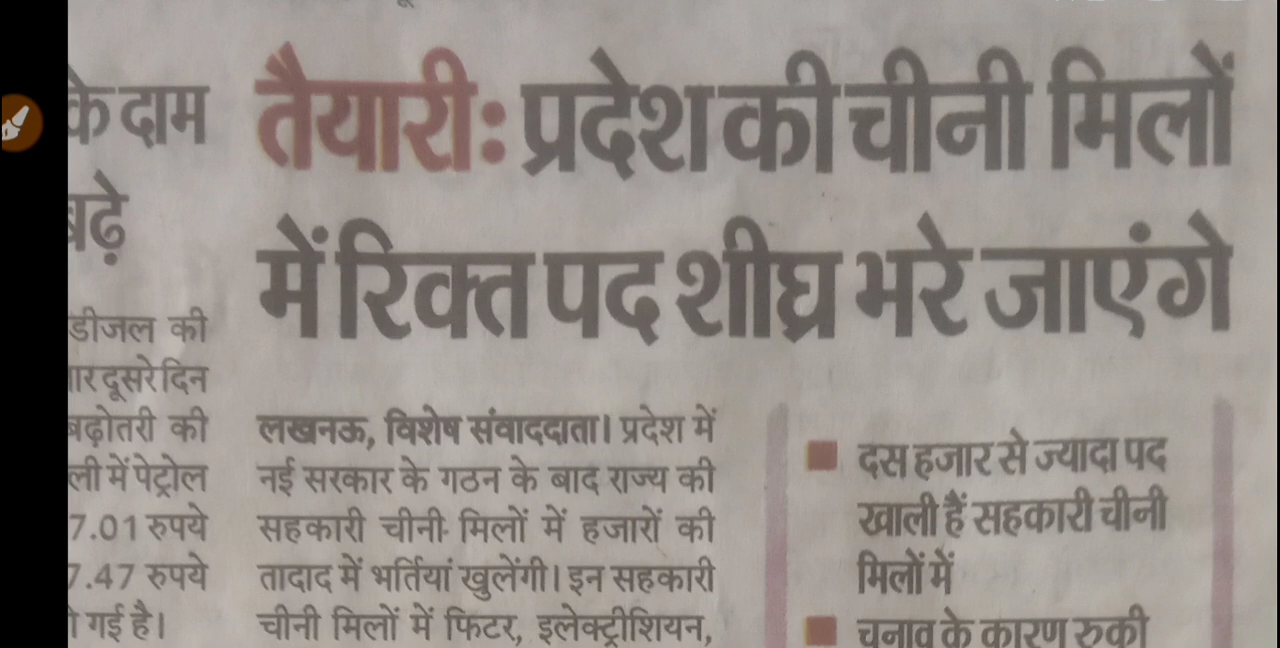 के दाम
बढ़े
डीजल की
दूसरे दिन
बढ़ोतरी की
में पेट्रोल
7.01 रुपये
7.47 रुपये
गई है।
तैयारी: प्रदेश की चीनी मिलों
में रिक्त पद शीघ्र भरे जाएंगे
लखनऊ, विशेष संवाददाता। प्रदेश में
नई सरकार के गठन के बाद राज्य की
सहकारी चीनी मिलों में हजारों की
तादाद में भर्तियां खुलेंगी। इन सहकारी
चीनी मिलों में फिटर, इलेक्ट्रीशियन,
दस हजार से ज्यादा पद
खाली हैं सहकारी चीनी
मिलों में
चुनाव के कारण रुकी